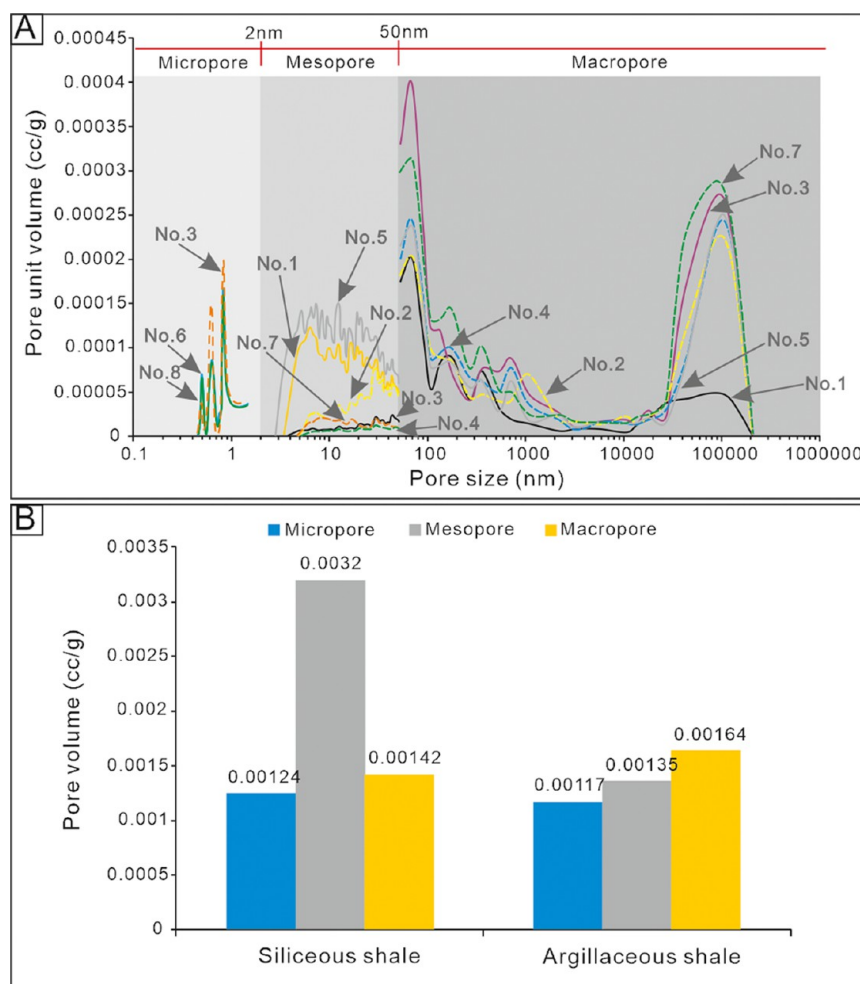 A
2nm 50nm
Micropore Mesopore Macropore
Pore unit volume (cc/g)
0.00045
0.0004
0.00035
0.0003
0.00025
0.0002
0.00015
0.0001
0.00005
0
No.7
No.3
No.3
No.5
No.1
No.2
No.6
No.7
No.4
No.8
No.2
No.5
No.3
No.1
No.4
0.1 1 10 100 1000 10000 100000 1000000
Pore size (nm)
B
Micropore Mesopore Macropore
Pore volume (cc/g)
0.0035
0.003
0.0025
0.002
0.0015
0.001
0.0005
0
0.00124
0.0032
0.00142
0.00117
0.00135
0.00164
Siliceous shale Argillaceous shale